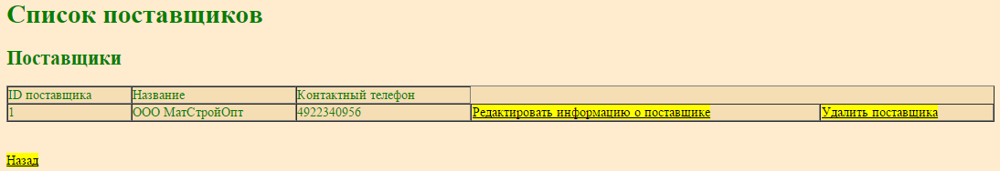 Список поставщиков
Поставщики
ID поставщика Название Контактный телефон
1 ООО МатСтройОпт 4922340956 Редактировать информацию о поставщике Удалить поставщика
Назад